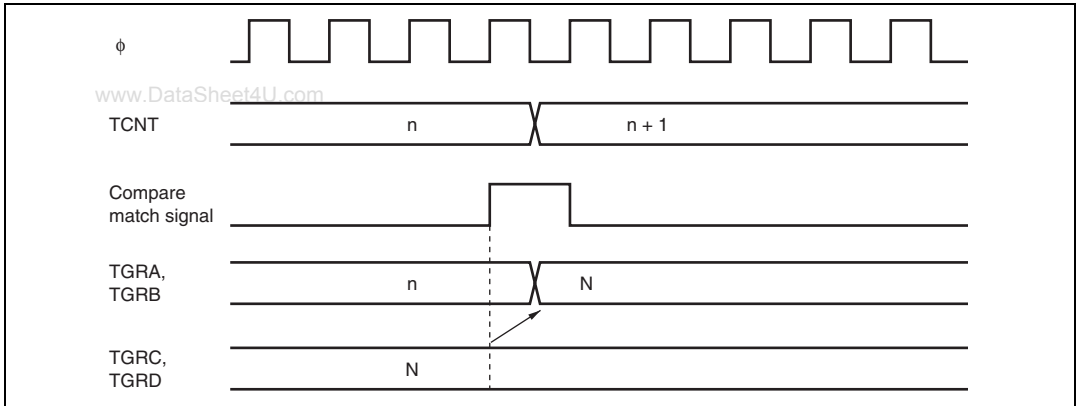 ϕ
www.DataSheet4U.com
TCNT
n
n + 1
Compare
match signal
TGRA,
TGRB
n
N
TGRC,
TGRD
N